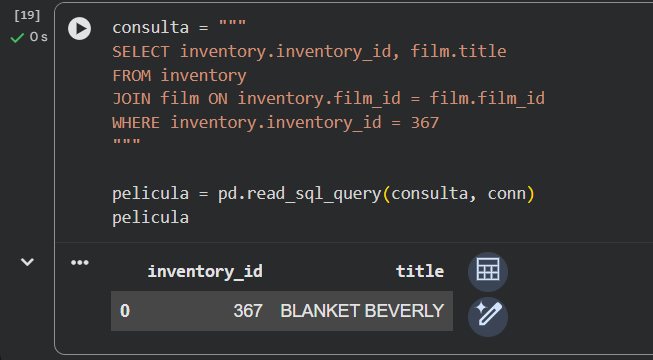 [19]
0 s
consulta = """
SELECT inventory.inventory_id, film.title
FROM inventory
JOIN film ON inventory.film_id = film.film_id
WHERE inventory.inventory_id = 367
"""
pelicula = pd.read_sql_query(consulta, conn)
pelicula
inventory_id title
0 367 BLANKET BEVERLY